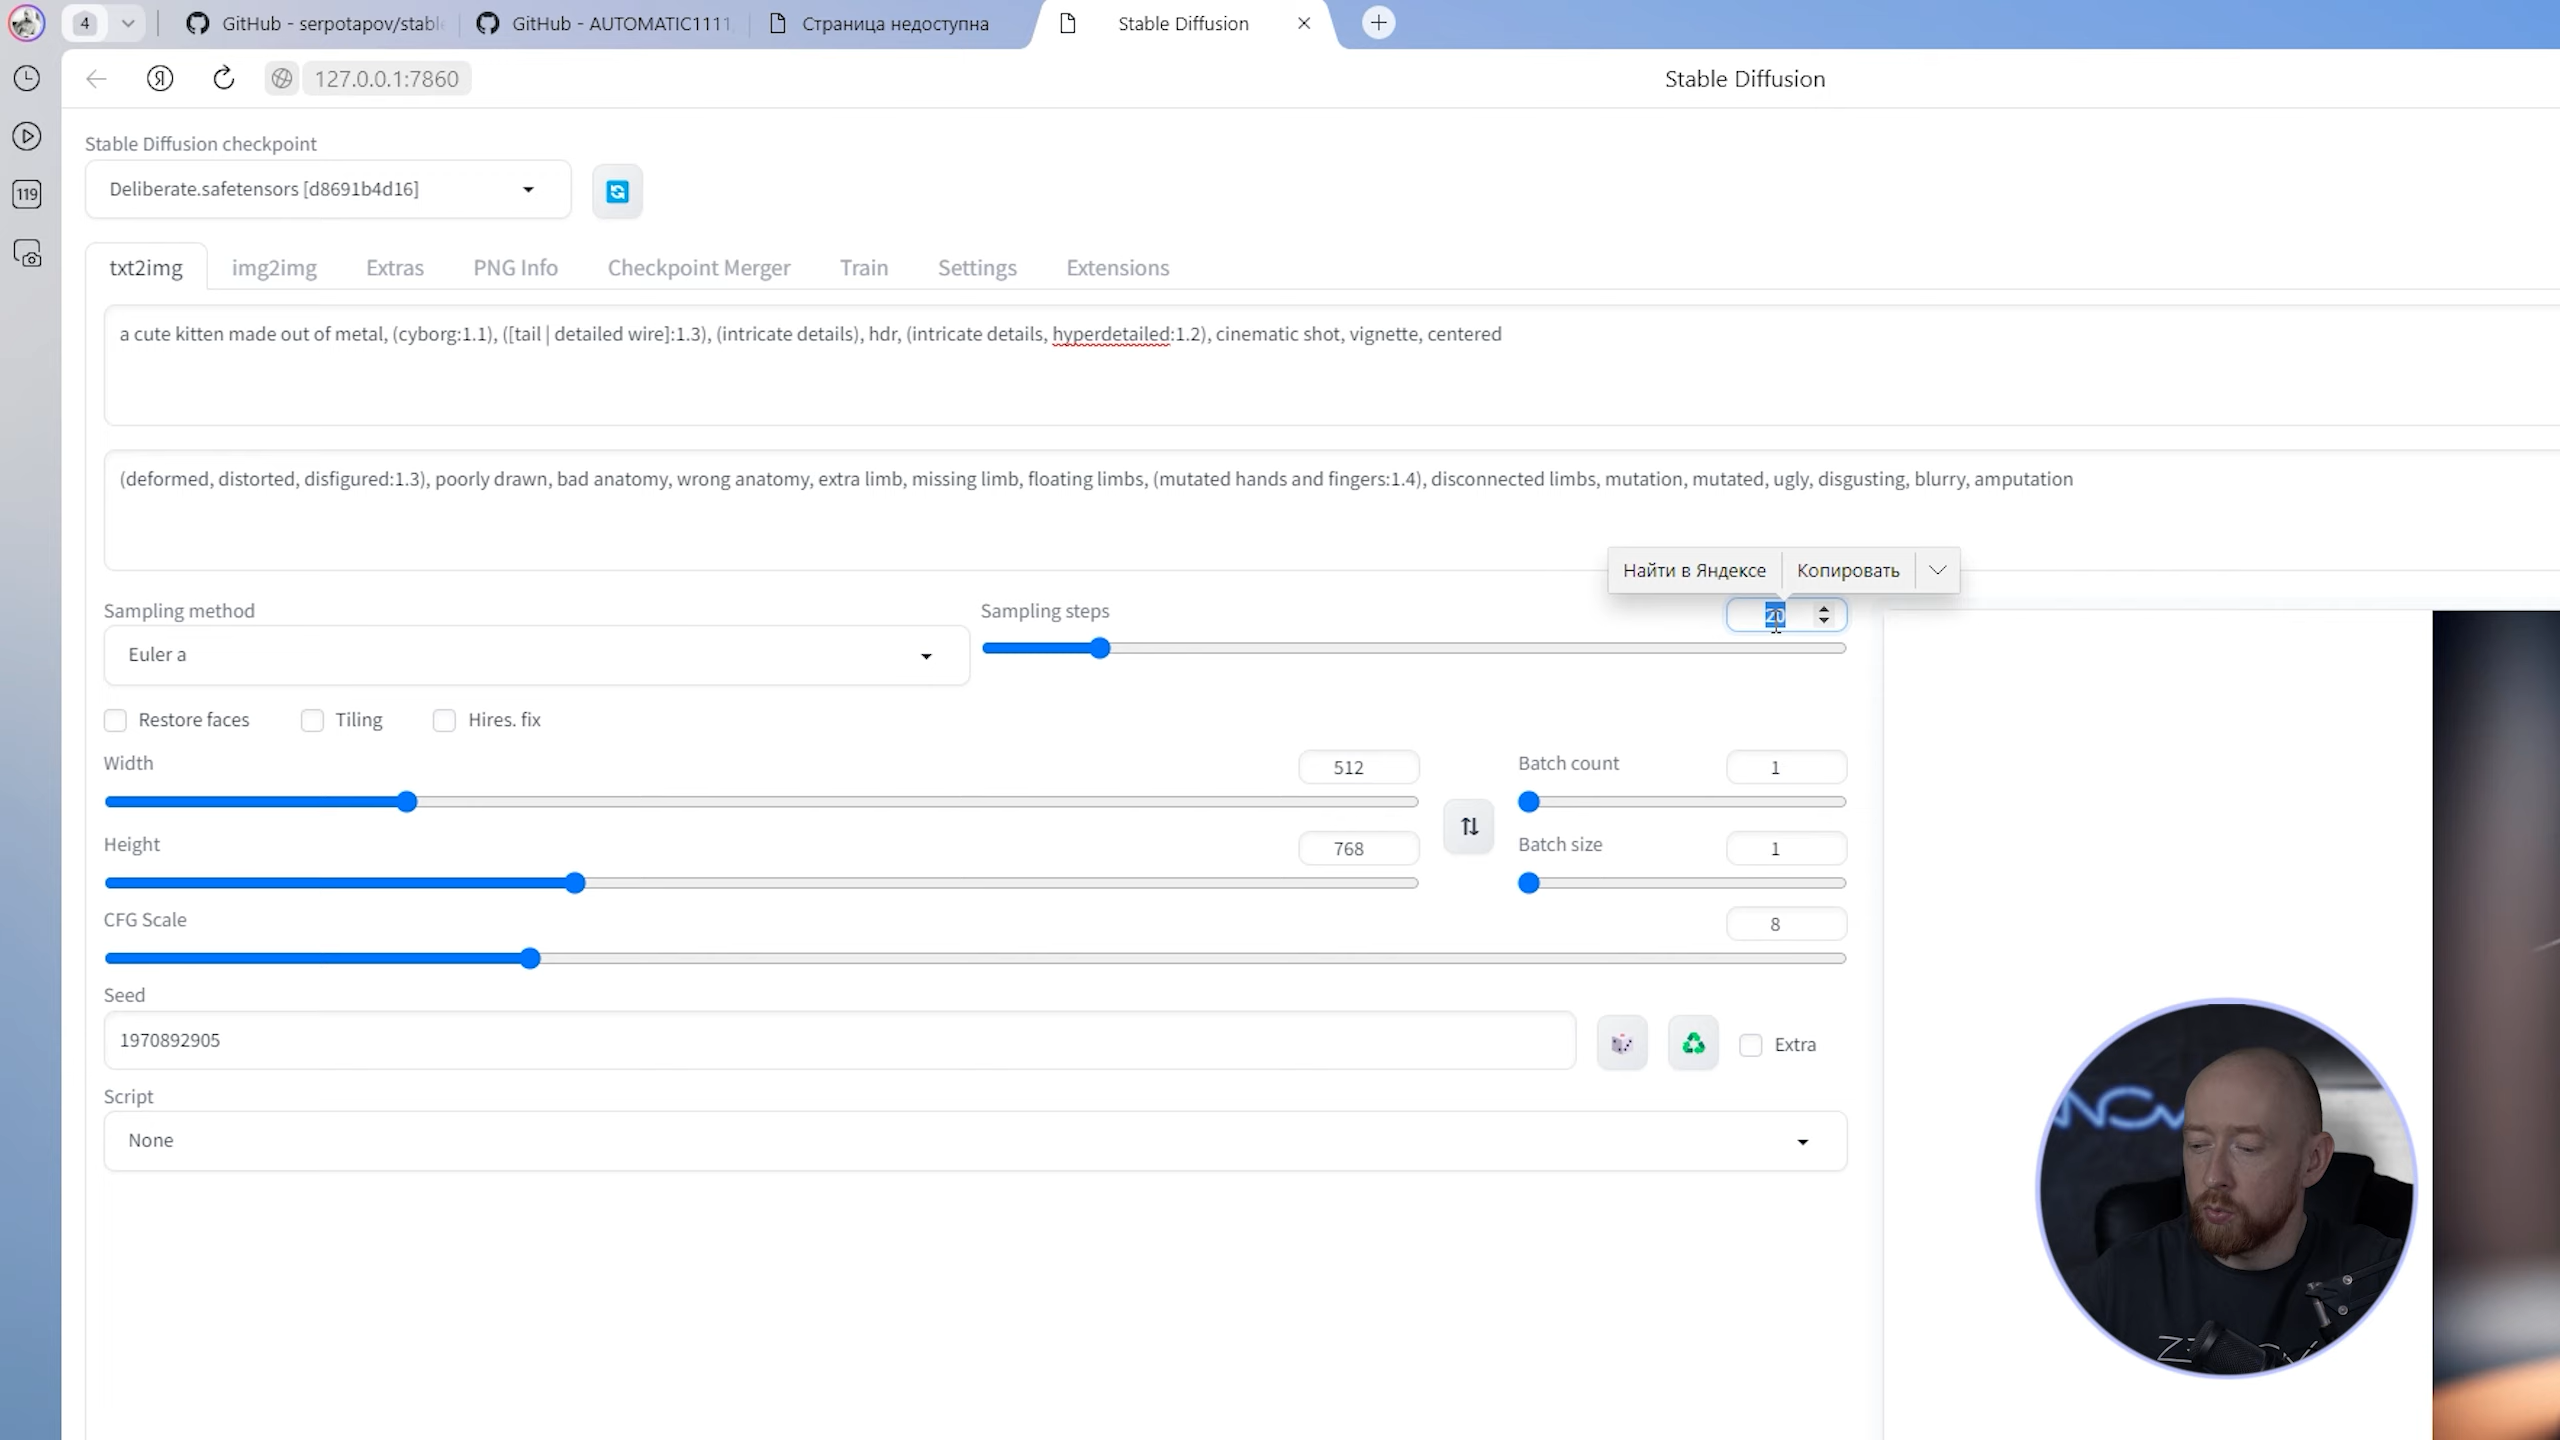 4
GitHub - serpotapov/stable
GitHub - AUTOMATIC1111
Страница недоступна
Stable Diffusion
127.0.0.1:7860
Stable Diffusion
119
Stable Diffusion checkpoint
Deliberate.safetensors [d8691b4d16]
txt2img
img2img
Extras
PNG Info
Checkpoint Merger
Train
Settings
Extensions
a cute kitten made out of metal, (cyborg:1.1), ([tail | detailed wire]:1.3), (intricate details), hdr, (intricate details, hyperdetailed:1.2), cinematic shot, vignette, centered
(deformed, distorted, disfigured:1.3), poorly drawn, bad anatomy, wrong anatomy, extra limb, missing limb, floating limbs, (mutated hands and fingers:1.4), disconnected limbs, mutation, mutated, ugly, disgusting, blurry, amputation
Найти в Яндексе
Копировать
Sampling method
Euler a
Sampling steps
20
Restore faces
Tiling
Hires. fix
Width
512
Batch count
1
Height
768
Batch size
1
CFG Scale
8
Seed
1970892905
Extra
Script
None